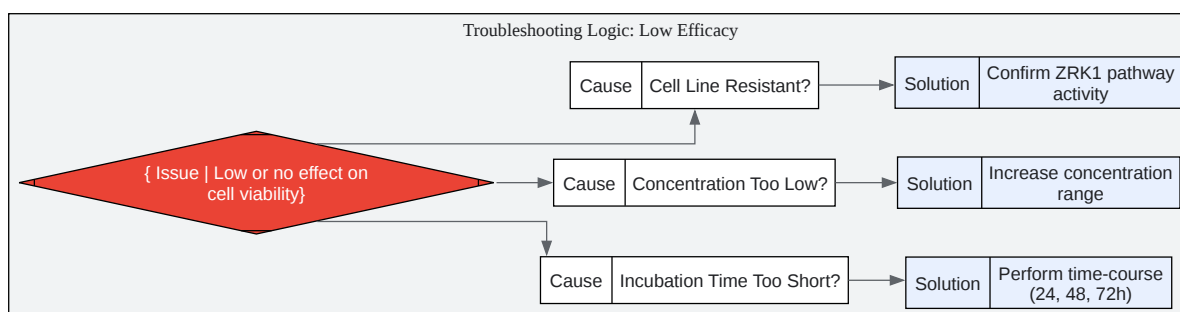 Troubleshooting Logic: Low Efficacy
Cause
Cell Line Resistant?
Solution
Confirm ZRK1 pathway
activity
{ Issue | Low or no effect on
cell viability}
Cause
Concentration Too Low?
Solution
Increase concentration
range
Cause
Incubation Time Too Short?
Solution
Perform time-course
(24, 48, 72h)